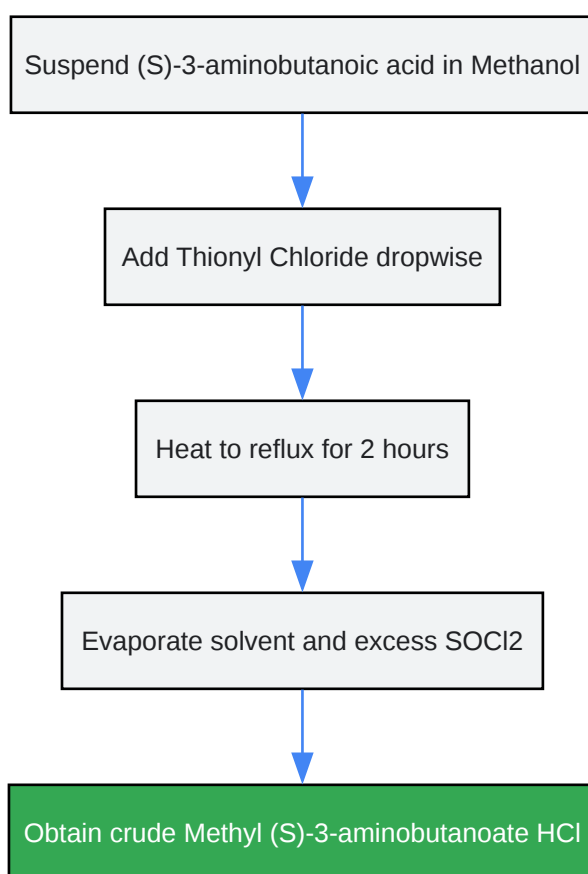 Suspend (S)-3-aminobutanoic acid in Methanol
Add Thionyl Chloride dropwise
Heat to reflux for 2 hours
Evaporate solvent and excess SOCl2
Obtain crude Methyl (S)-3-aminobutanoate HCl